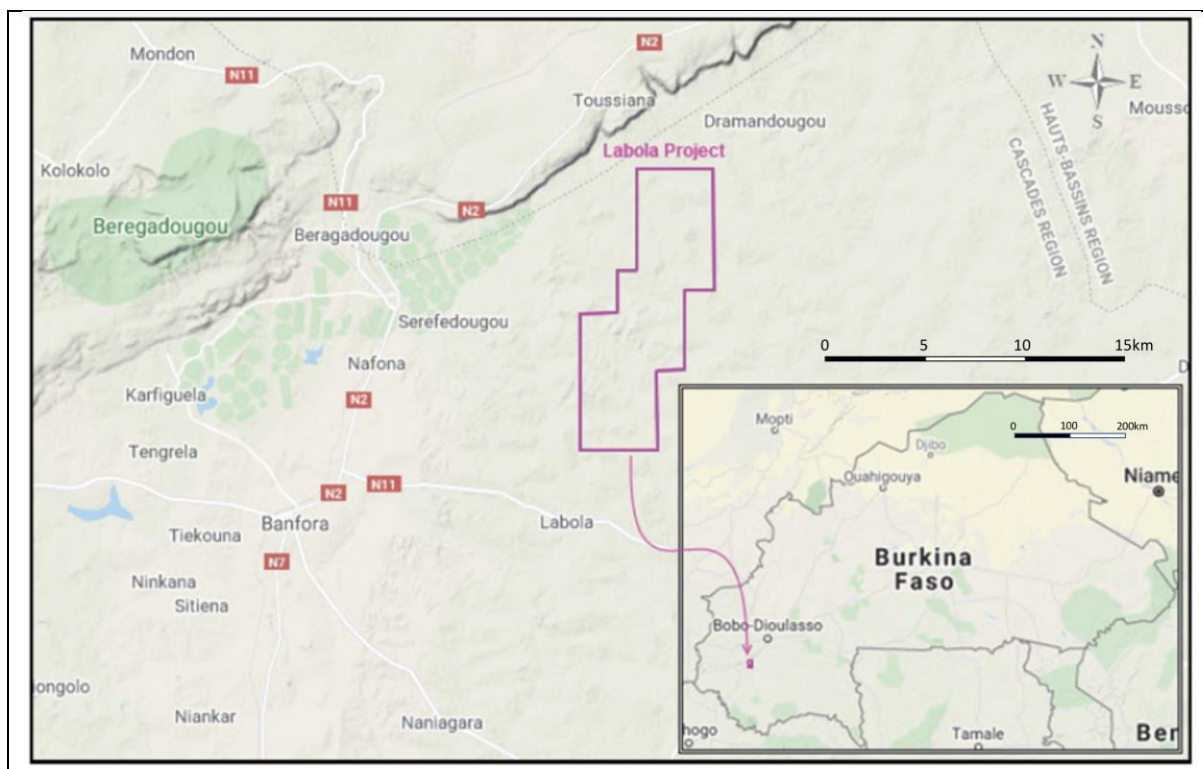 Mondon
N2
N
N11
W
E
Toussiana
S
Mouss
Dramandougou
Labola Project
HAUTS-BASSINS REGION
CASCADES REGION
Kolokolo
N11
N2
Beregadougou
Beragadougou
Serefedougou
0 5 10 15km
Nafona
D
Karfiguela
N2
Tengrela
N11
N2
Banfora
Labola
Tiekouna
N7
Ninkana
Sitiena
ongolo
Niankar
Naniagara
0 100 200km
Mopti
Djibo
Ouahigouya
Niame
Burkina
Faso
Bobo-Dioulasso
hogo
Tamale
Ber